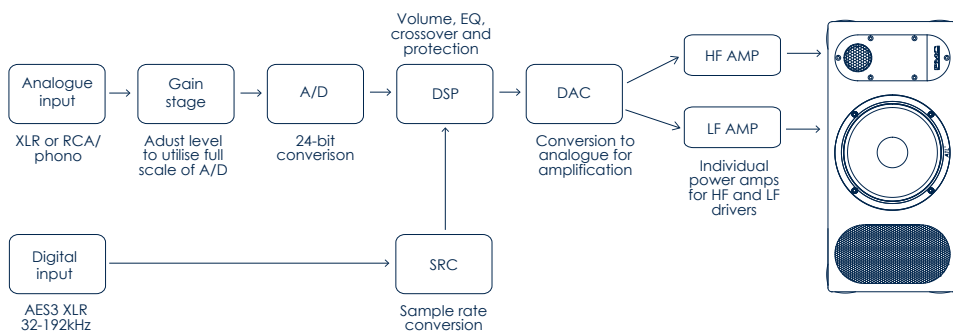 Volume, EQ,
crossover and
protection
Analogue
input
Gain
stage
A/D
DSP
DAC
HF AMP
LF AMP
XLR or RCA/
phono
Adust level
to utilise full
scale of A/D
24-bit
converison
Conversion to
analogue for
amplification
Individual
power amps
for HF and LF
drivers
Digital
input
SRC
AES3 XLR
32-192kHz
Sample rate
conversion
PMC